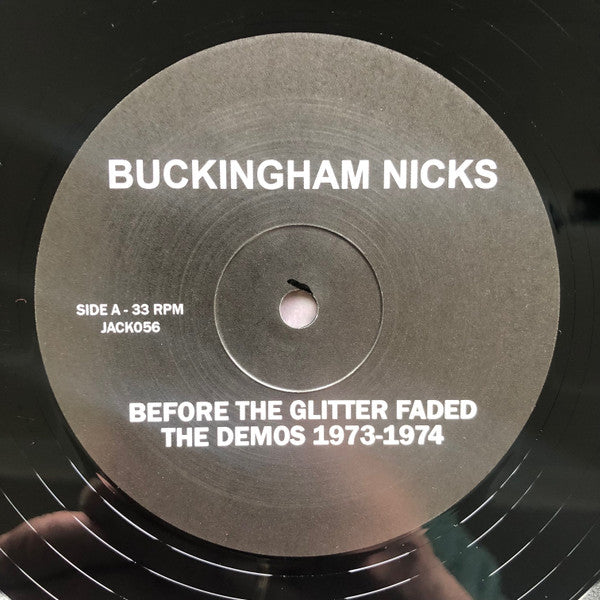 BUCKINGHAM NICKS
SIDE A - 33 RPM
JACK056
BEFORE THE GLITTER FADED
THE DEMOS 1973-1974